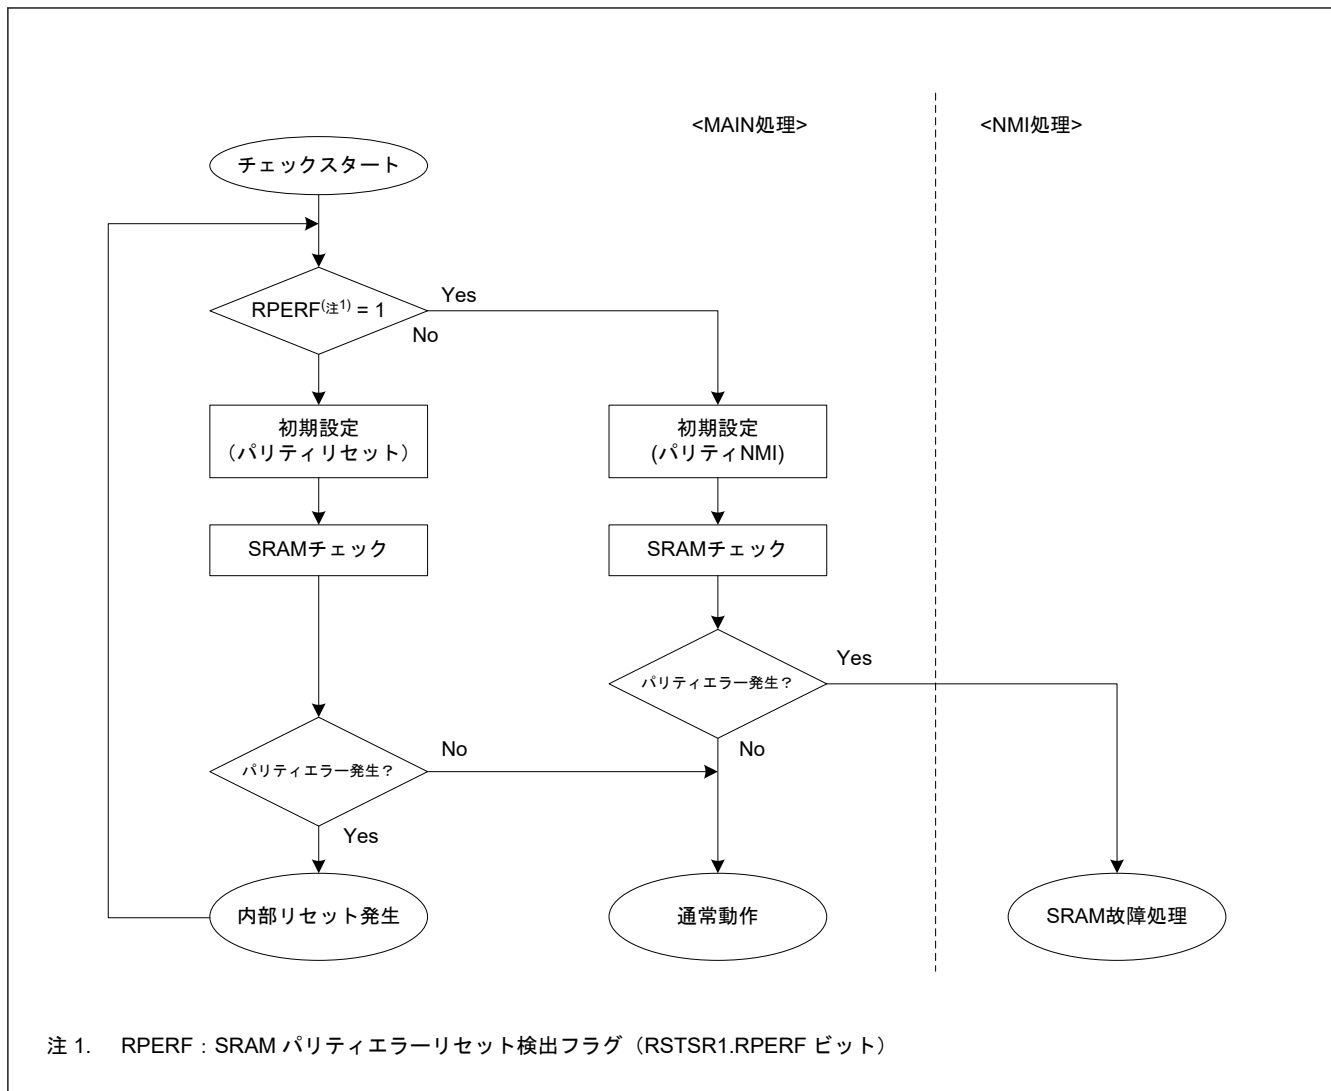 <MAIN処理>
<NMI処理>
チェックスタート
RPERF(注1) = 1
Yes
No
初期設定
（パリティリセット）
初期設定
(パリティNMI)
SRAMチェック
SRAMチェック
パリティエラー発生？
Yes
No
パリティエラー発生？
No
Yes
内部リセット発生
通常動作
SRAM故障処理
注 1. RPERF：SRAM パリティエラーリセット検出フラグ（RSTSR1.RPERF ビット）